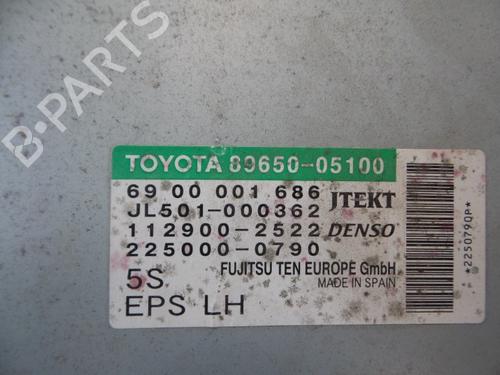 B-PARTS
TOYOTA 89650-05100
69 00 001 686
JTEKT
JL501-000362
112900-2522 DENSO
225000-0790
FUJITSU TEN EUROPE GmbH
MADE IN SPAIN
5S
EPS LH
*2250790P*
B-PARTS